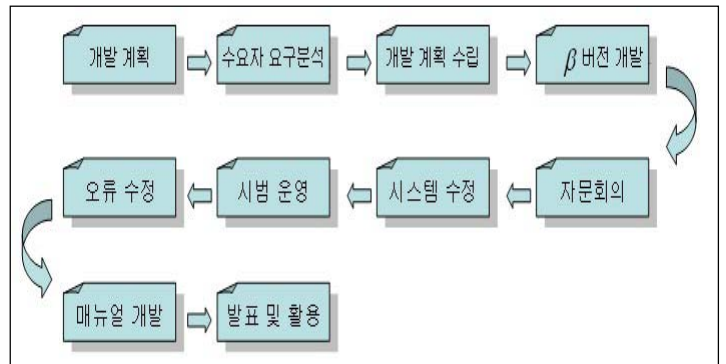 개발 계획
수요자 요구분석
개발 계획 수립
β 버전 개발
자문회의
시스템 수정
시범 운영
오류 수정
매뉴얼 개발
발표 및 활용